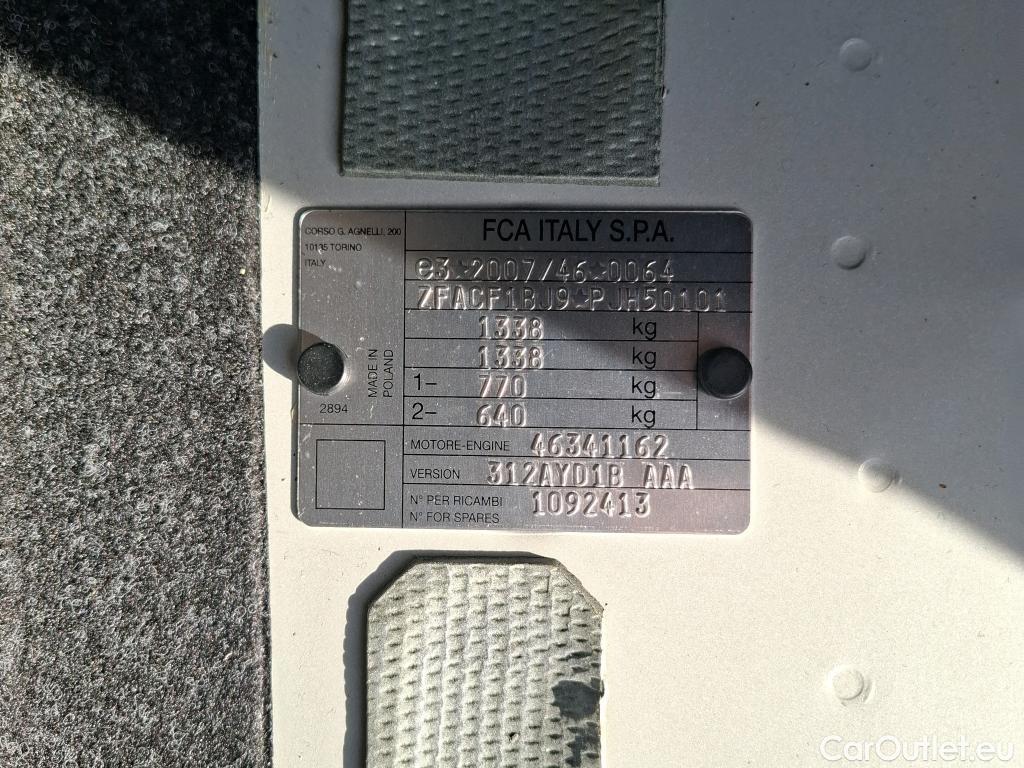 CORSO G. AGNELLI, 200
10135 TORINO
ITALY
FCA ITALY S.P.A.
e3*2007/46*0064
ZFACF1BJ9*PJH50101
1338 kg
1338 kg
1- 770 kg
2- 640 kg
MADE IN
POLAND
2894
MOTORE-ENGINE 46341162
VERSION 312AYD1B AAA
N° PER RICAMBI
N° FOR SPARES
1092413
CarOutlet.eu